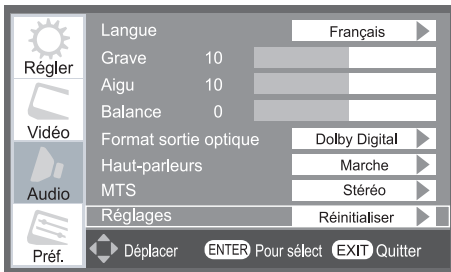 Régler
Vidéo
Audio
Préf.
Langue Français
Grave 10
Aigu 10
Balance 0
Format sortie optique Dolby Digital
Haut-parleurs Marche
MTS Stéréo
Réglages Réinitialiser
Déplacer ENTER Pour sélect EXIT Quitter